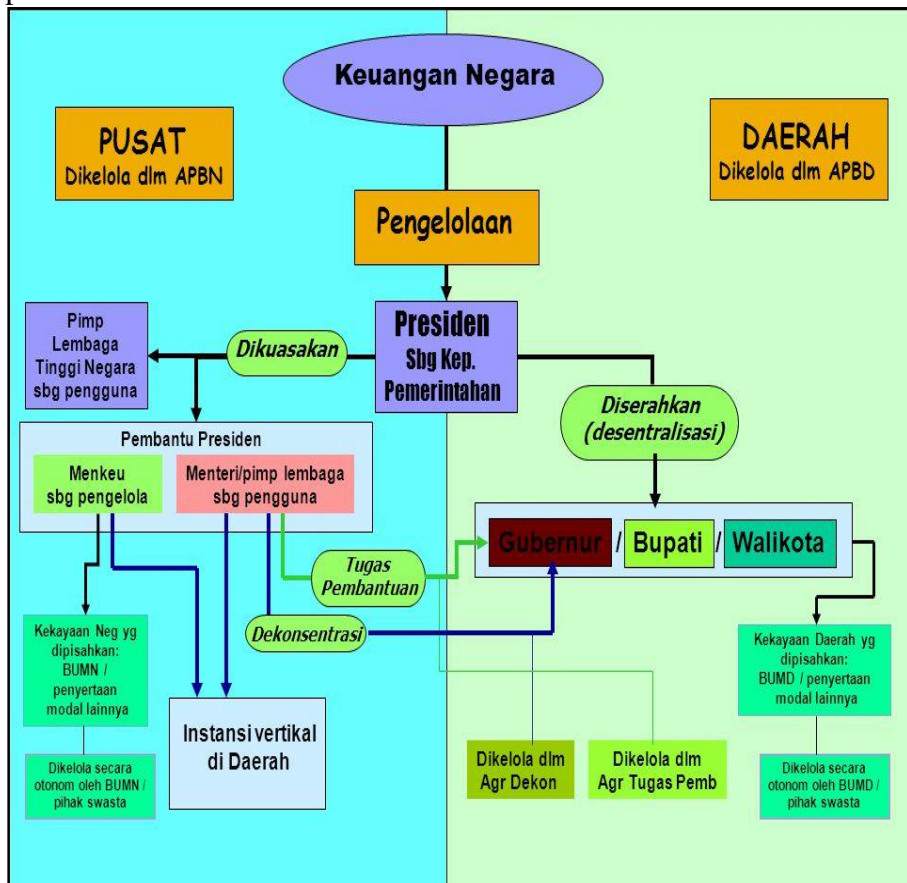 Keuangan Negara
PUSAT
Dikelola dlm APBN
DAERAH
Dikelola dlm APBD
Pengelolaan
Pimp
Lembaga
Tinggi Negara
sbg pengguna
Dikuasakan
Presiden
Sbg Kep.
Pemerintahan
Diserahkan
(desentralisasi)
Pembantu Presiden
Menkeu
sbg pengelola
Menteri/pimp lembaga
sbg pengguna
Gubernur / Bupati / Walikota
Tugas
Pembantuan
Dekonsentrasi
Kekayaan Neg yg
dipisahkan:
BUMN /
penyertaan
modal lainnya
Instansi vertikal
di Daerah
Kekayaan Daerah yg
dipisahkan:
BUMD / penyertaan
modal lainnya
Dikelola secara
otonom oleh BUMN /
pihak swasta
Dikelola dlm
Agr Dekon
Dikelola dlm
Agr Tugas Pemb
Dikelola secara
otonom oleh BUMD /
pihak swasta